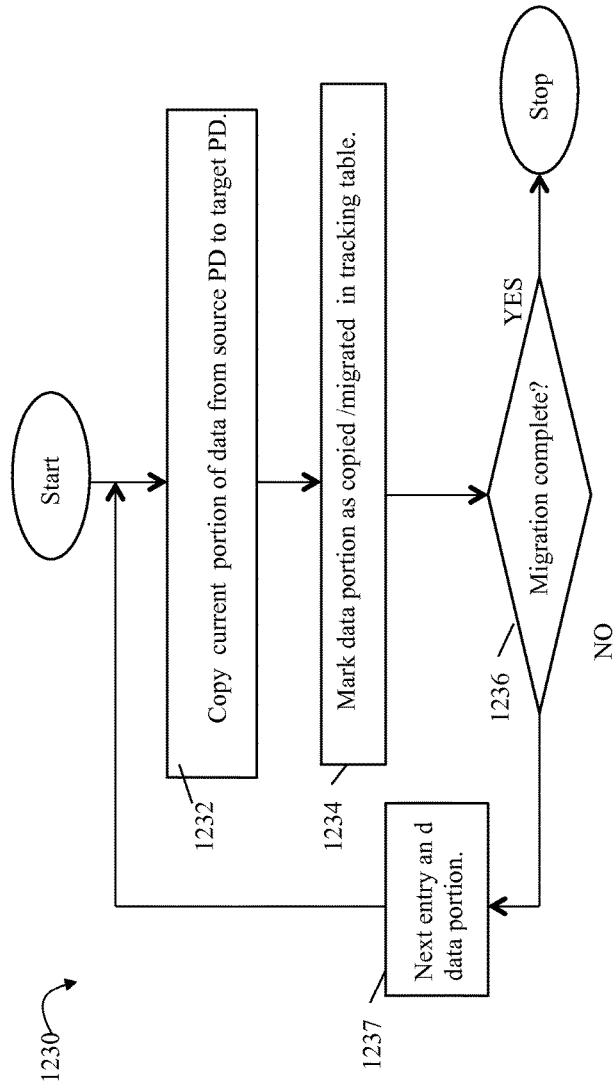 1230
Start
1232
Copy current portion of data from source PD to target PD.
1234
Mark data portion as copied /migrated in tracking table.
1236
Migration complete?
YES
Stop
NO
1237
Next entry an d
data portion.